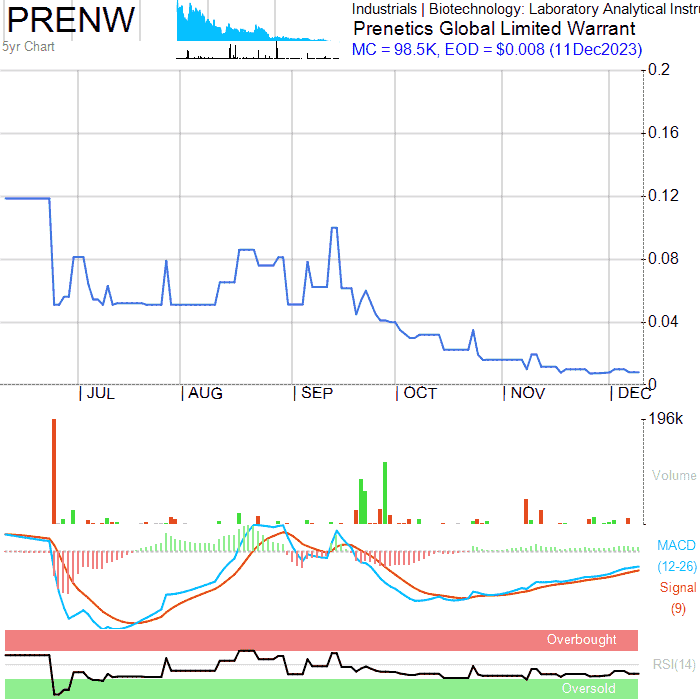 PRENW
5yr Chart
Industrials | Biotechnology: Laboratory Analytical Instru
Prenetics Global Limited Warrant
MC = 98.5K, EOD = $0.008 (11Dec2023)
0.2
0.16
0.12
0.08
0.04
0
JUL AUG SEP OCT NOV DEC
196k
Volume
MACD
(12-26)
Signal
(9)
Overbought
RSI(14)
Oversold